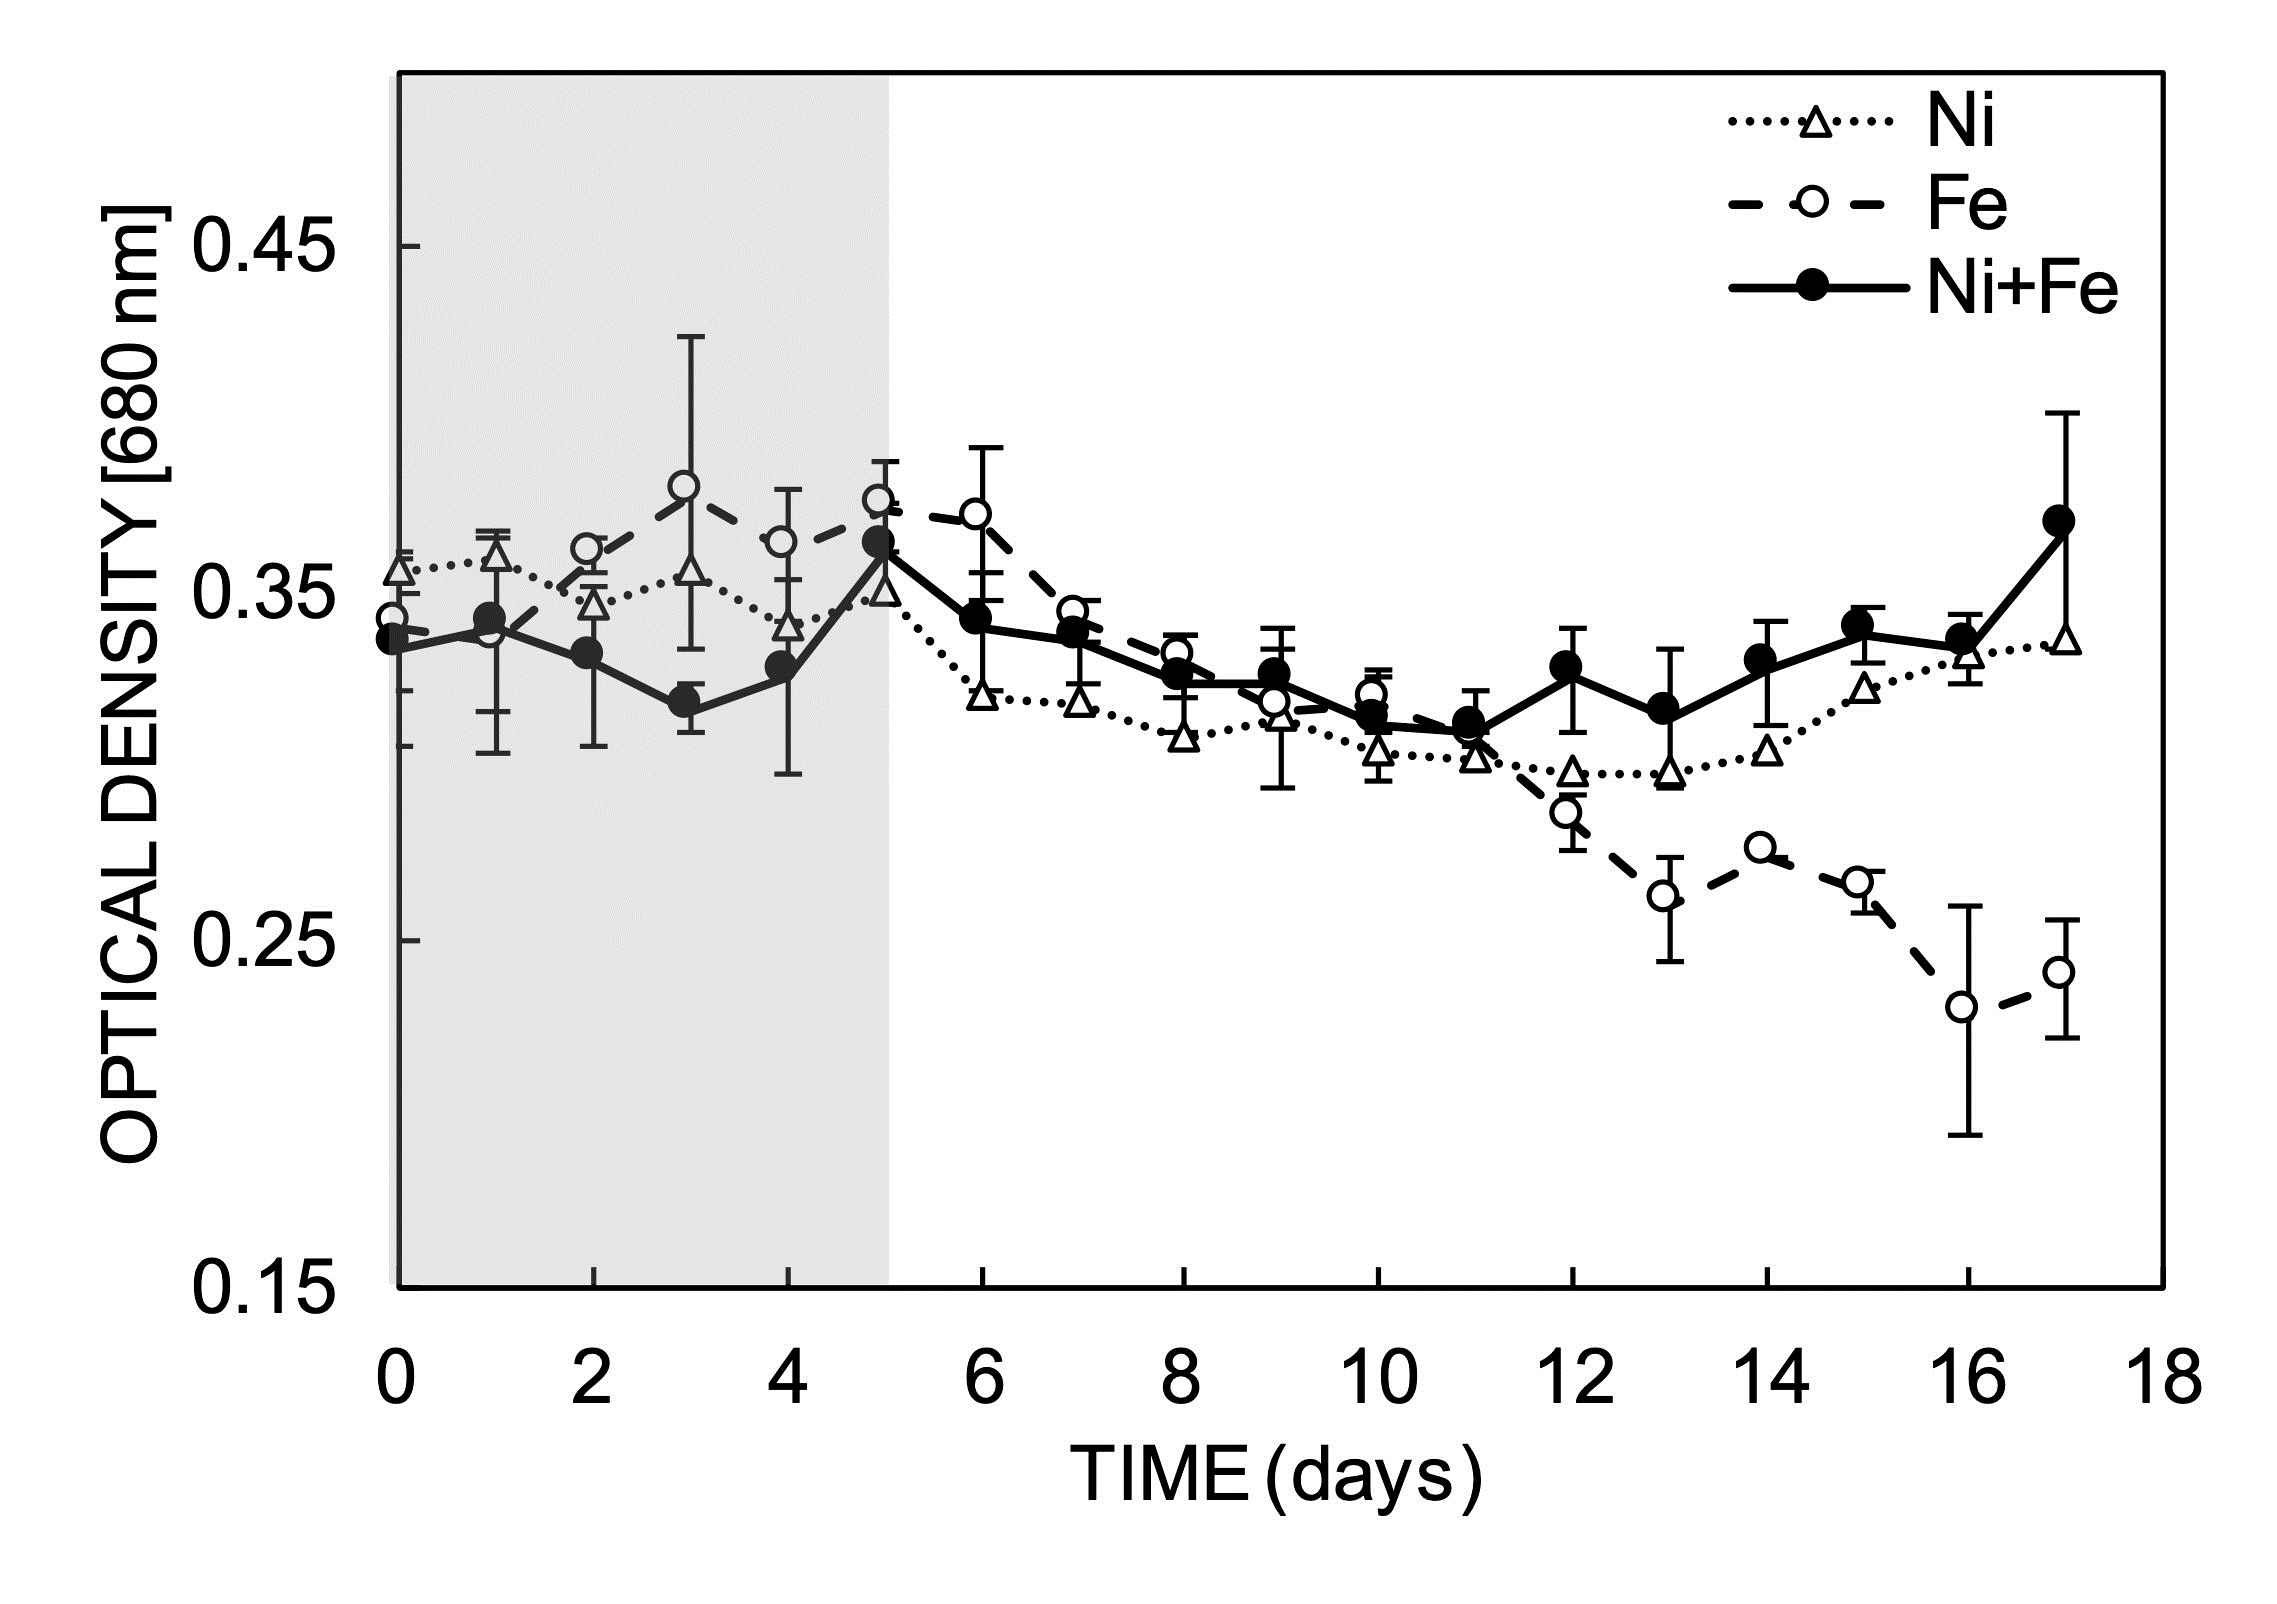 Ni
Fe
Ni+Fe
OPTICAL DENSITY [680 nm]
0.45
0.35
0.25
0.15
0 2 4 6 8 10 12 14 16 18
TIME (days)